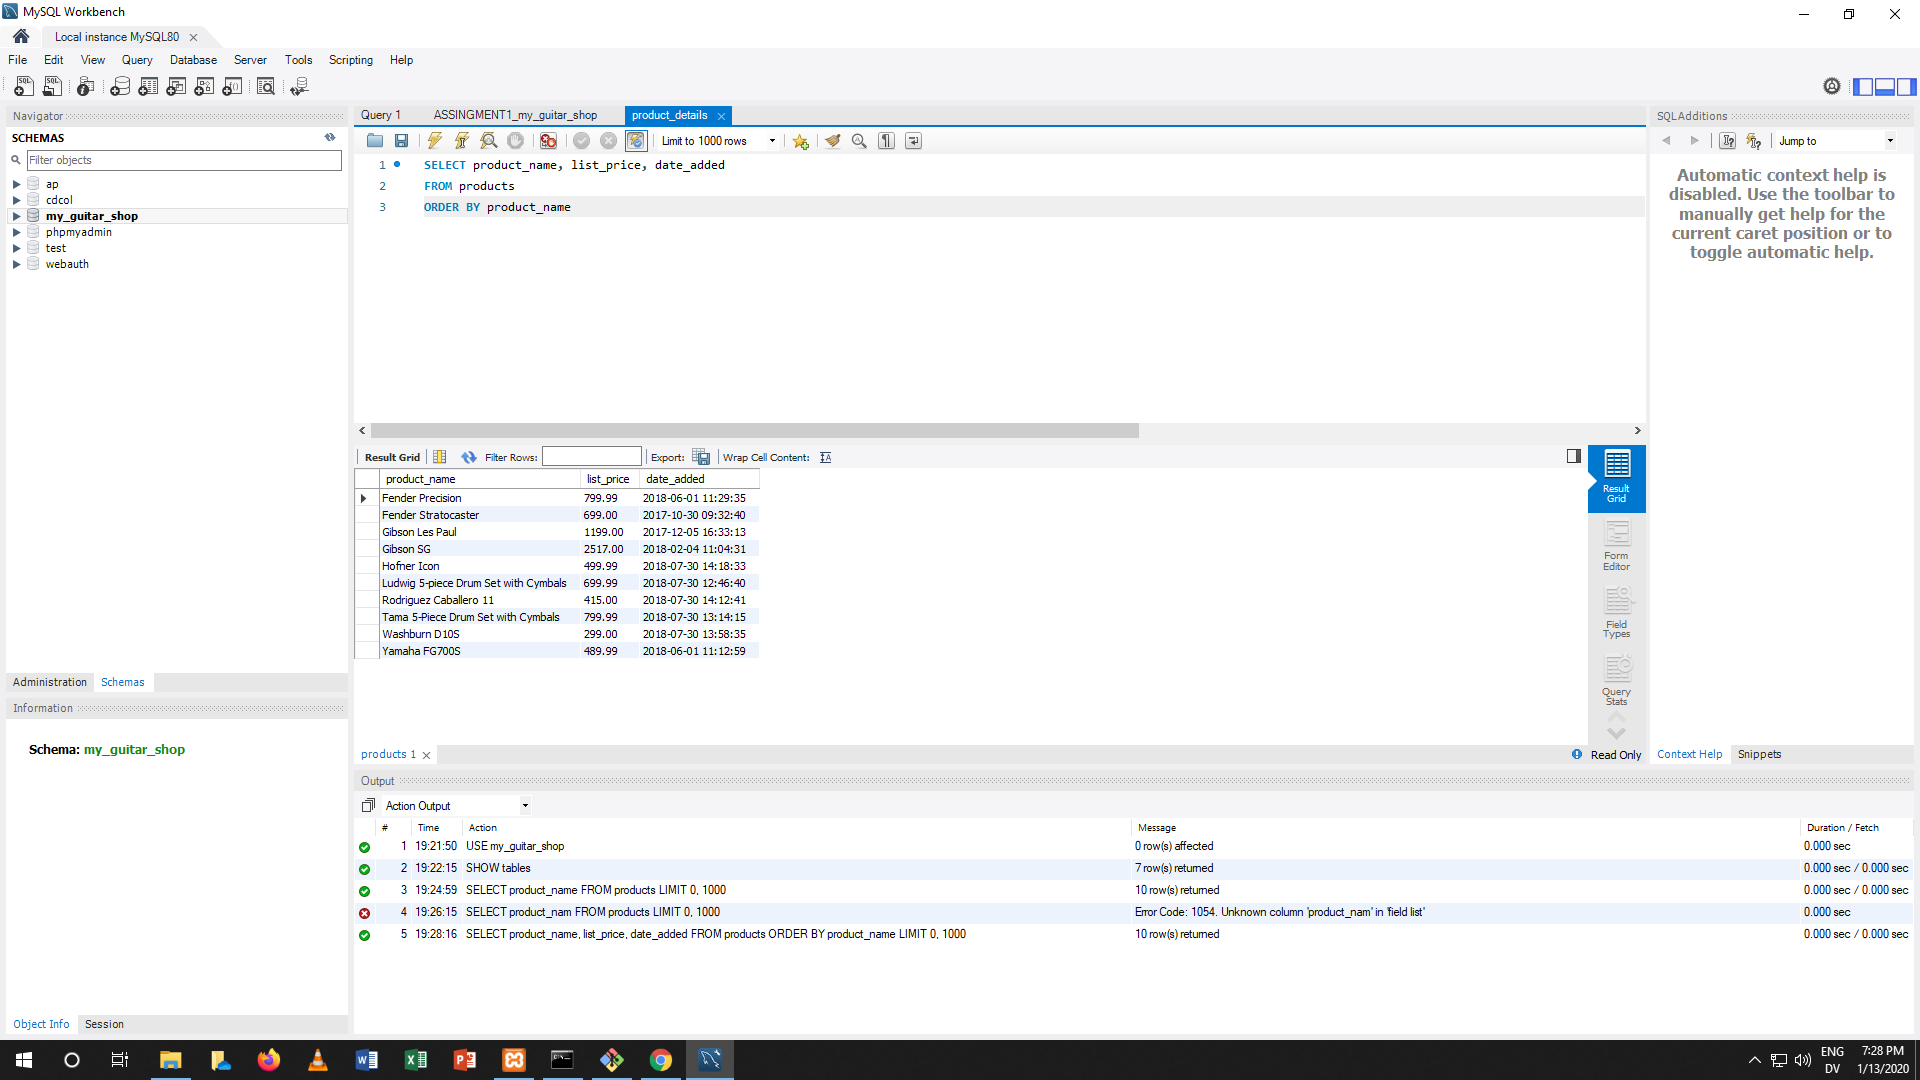 MySQL Workbench
Local instance MySQL80
File Edit View Query Database Server Tools Scripting Help
Navigator
SCHEMAS
Filter objects
ap
cdcol
my_guitar_shop
phpmyadmin
test
webauth
Administration Schemas
Information
Schema: my_guitar_shop
Object Info Session
Query 1 ASSINGMENT1_my_guitar_shop product_details
Limit to 1000 rows
1 SELECT product_name, list_price, date_added
2 FROM products
3 ORDER BY product_name
Result Grid Filter Rows: Export: Wrap Cell Content:
product_name list_price date_added
Fender Precision 799.99 2018-06-01 11:29:35
Fender Stratocaster 699.00 2017-10-30 09:32:40
Gibson Les Paul 1199.00 2017-12-05 16:33:13
Gibson SG 2517.00 2018-02-04 11:04:31
Hofner Icon 499.99 2018-07-30 14:18:33
Ludwig 5-piece Drum Set with Cymbals 699.99 2018-07-30 12:46:40
Rodriguez Caballero 11 415.00 2018-07-30 14:12:41
Tama 5-Piece Drum Set with Cymbals 799.99 2018-07-30 13:14:15
Washburn D10S 299.00 2018-07-30 13:58:35
Yamaha FG700S 489.99 2018-06-01 11:12:59
Result
Grid
Form
Editor
Field
Types
Query
Stats
products 1
Read Only
SQLAdditions
Jump to
Automatic context help is
disabled. Use the toolbar to
manually get help for the
current caret position or to
toggle automatic help.
Context Help Snippets
Output
Action Output
# Time Action Message Duration / Fetch
1 19:21:50 USE my_guitar_shop 0 row(s) affected 0.000 sec
2 19:22:15 SHOW tables 7 row(s) returned 0.000 sec / 0.000 sec
3 19:24:59 SELECT product_name FROM products LIMIT 0, 1000 10 row(s) returned 0.000 sec / 0.000 sec
4 19:26:15 SELECT product_nam FROM products LIMIT 0, 1000 Error Code: 1054. Unknown column 'product_nam' in 'field list' 0.000 sec
5 19:28:16 SELECT product_name, list_price, date_added FROM products ORDER BY product_name LIMIT 0, 1000 10 row(s) returned 0.000 sec / 0.000 sec
ENG
DV
7:28 PM
1/13/2020